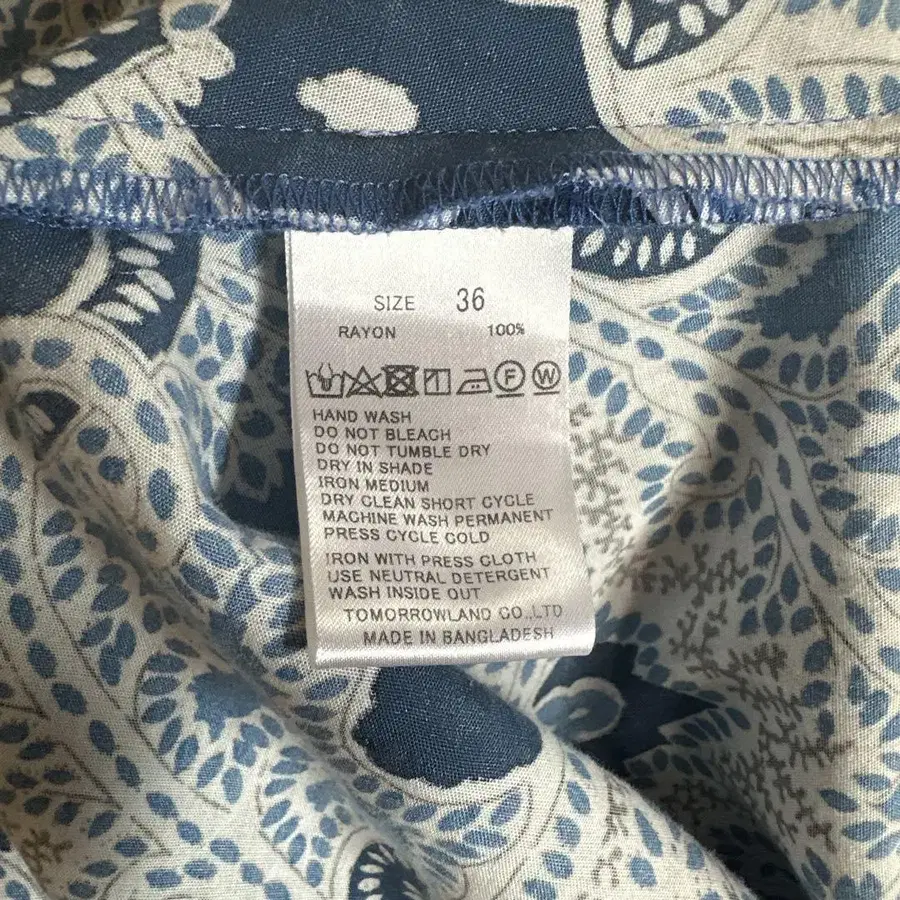 SIZE 36
RAYON 100%
F W
HAND WASH
DO NOT BLEACH
DO NOT TUMBLE DRY
DRY IN SHADE
IRON MEDIUM
DRY CLEAN SHORT CYCLE
MACHINE WASH PERMANENT
PRESS CYCLE COLD
IRON WITH PRESS CLOTH
USE NEUTRAL DETERGENT
WASH INSIDE OUT
TOMORROWLAND CO.,LTD
MADE IN BANGLADESH